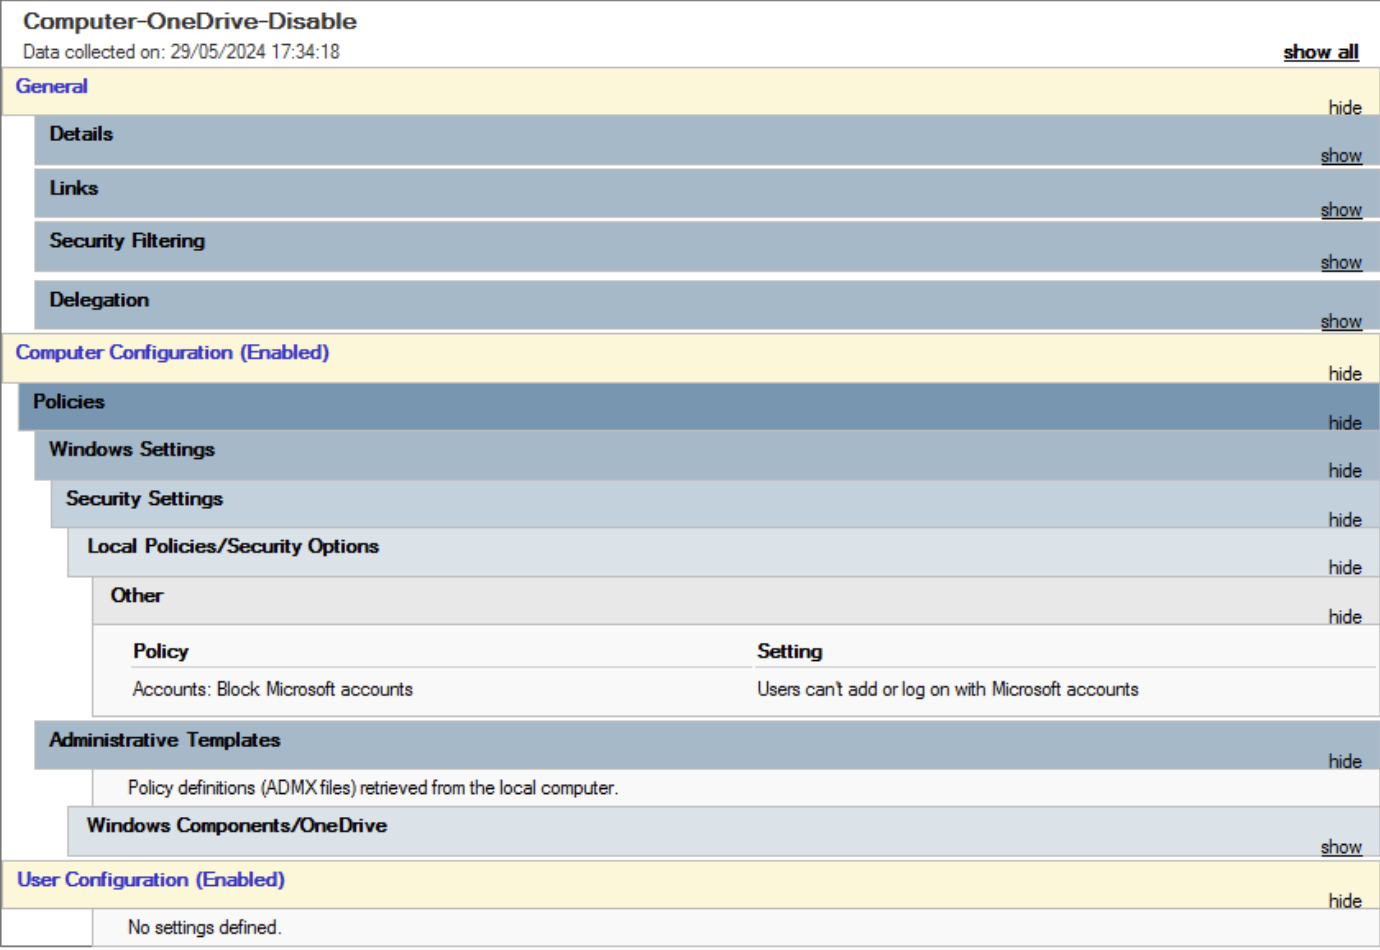 Computer-OneDrive-Disable
Data collected on: 29/05/2024 17:34:18
show all
General
hide
Details
show
Links
show
Security Filtering
show
Delegation
show
Computer Configuration (Enabled)
hide
Policies
hide
Windows Settings
hide
Security Settings
hide
Local Policies/Security Options
hide
Other
hide
Policy Setting
Accounts: Block Microsoft accounts Users can't add or log on with Microsoft accounts
Administrative Templates
hide
Policy definitions (ADMX files) retrieved from the local computer.
Windows Components/OneDrive
show
User Configuration (Enabled)
hide
No settings defined.